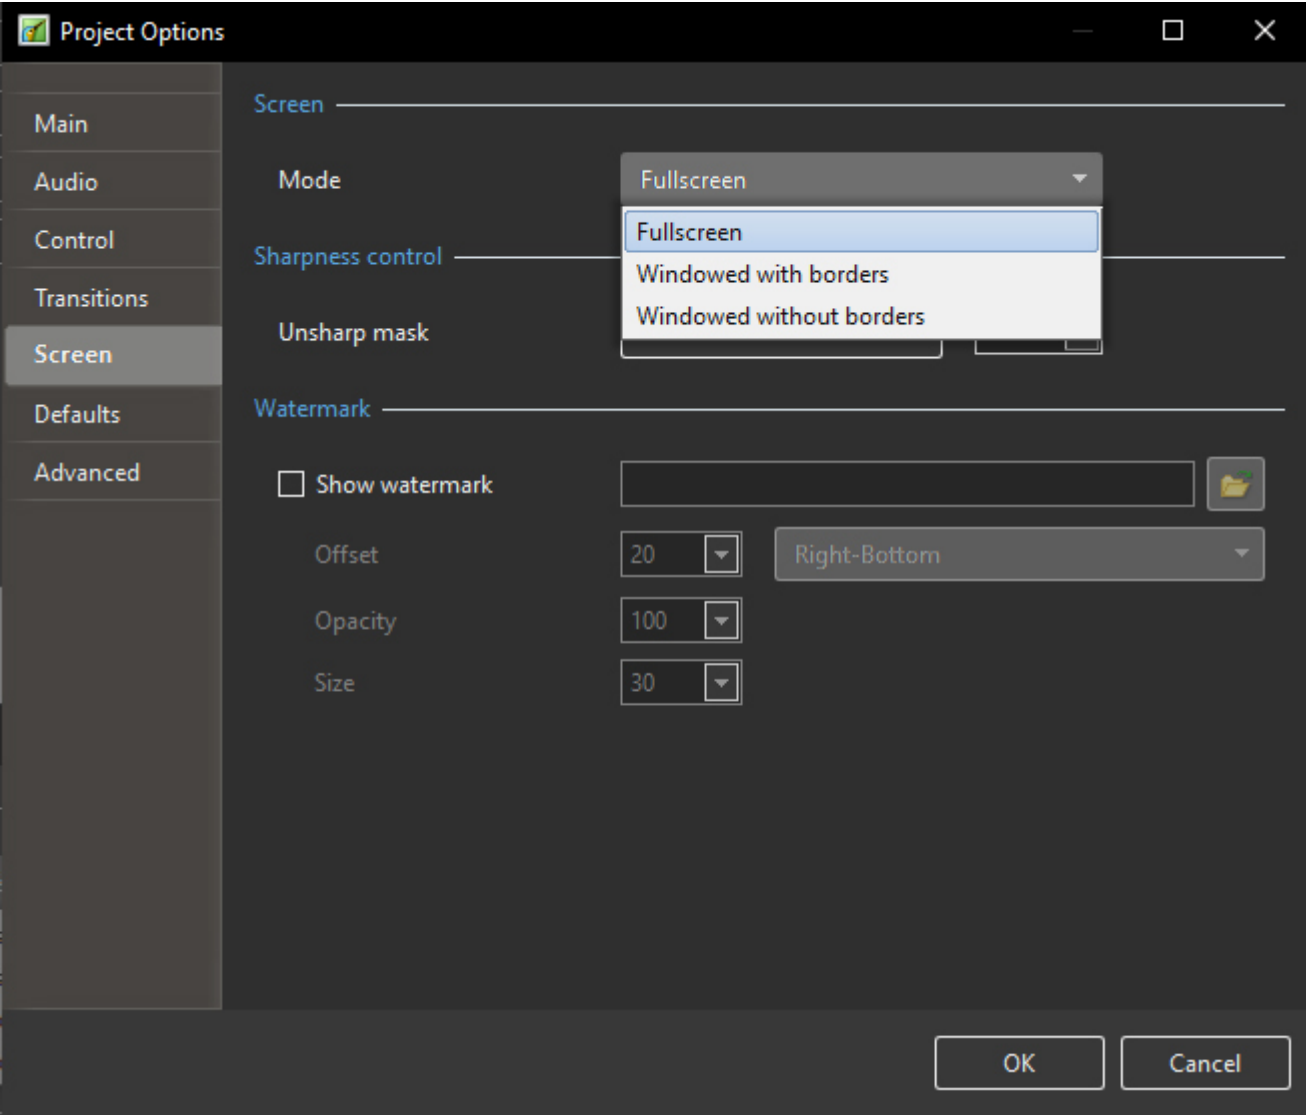 Project Options
Main
Audio
Control
Transitions
Screen
Defaults
Advanced
Screen
Mode
Fullscreen
Fullscreen
Windowed with borders
Windowed without borders
Sharpness control
Unsharp mask
Watermark
Show watermark
Offset
20
Right-Bottom
Opacity
100
Size
30
OK
Cancel